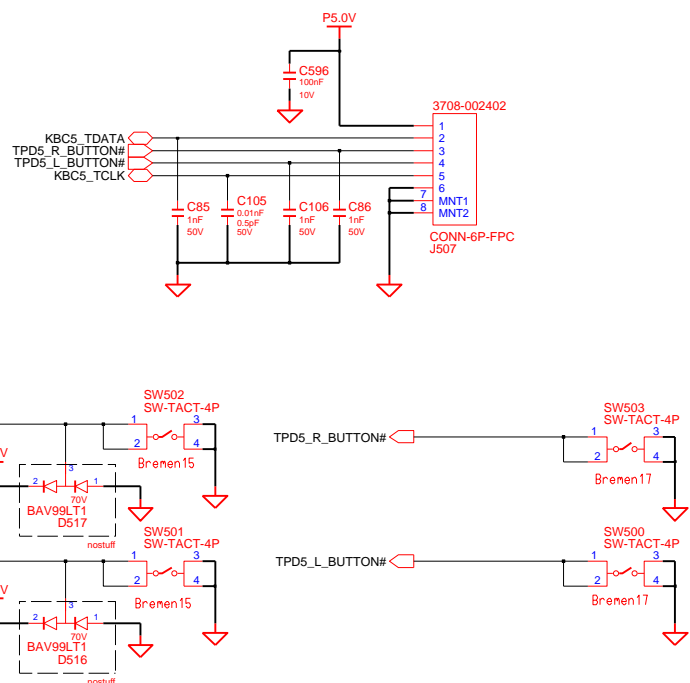 P5.0V
C596
100nF
10V
3708-002402
KBC5_TDATA
TPD5_R_BUTTON#
TPD5_L_BUTTON#
KBC5_TCLK
1
2
3
4
5
6
7 MNT1
8 MNT2
C85
1nF
50V
C105
0.01nF
0.5pF
50V
C106
1nF
50V
C86
1nF
50V
CONN-6P-FPC
J507
SW502
SW-TACT-4P
1 3
2 4
Bremen15
V
2 3 1
70V
BAV99LT1
D517
nostuff
SW501
SW-TACT-4P
1 3
2 4
Bremen15
V
2 3 1
70V
BAV99LT1
D516
nostuff
TPD5_R_BUTTON#
SW503
SW-TACT-4P
1 3
2 4
Bremen17
TPD5_L_BUTTON#
SW500
SW-TACT-4P
1 3
2 4
Bremen17